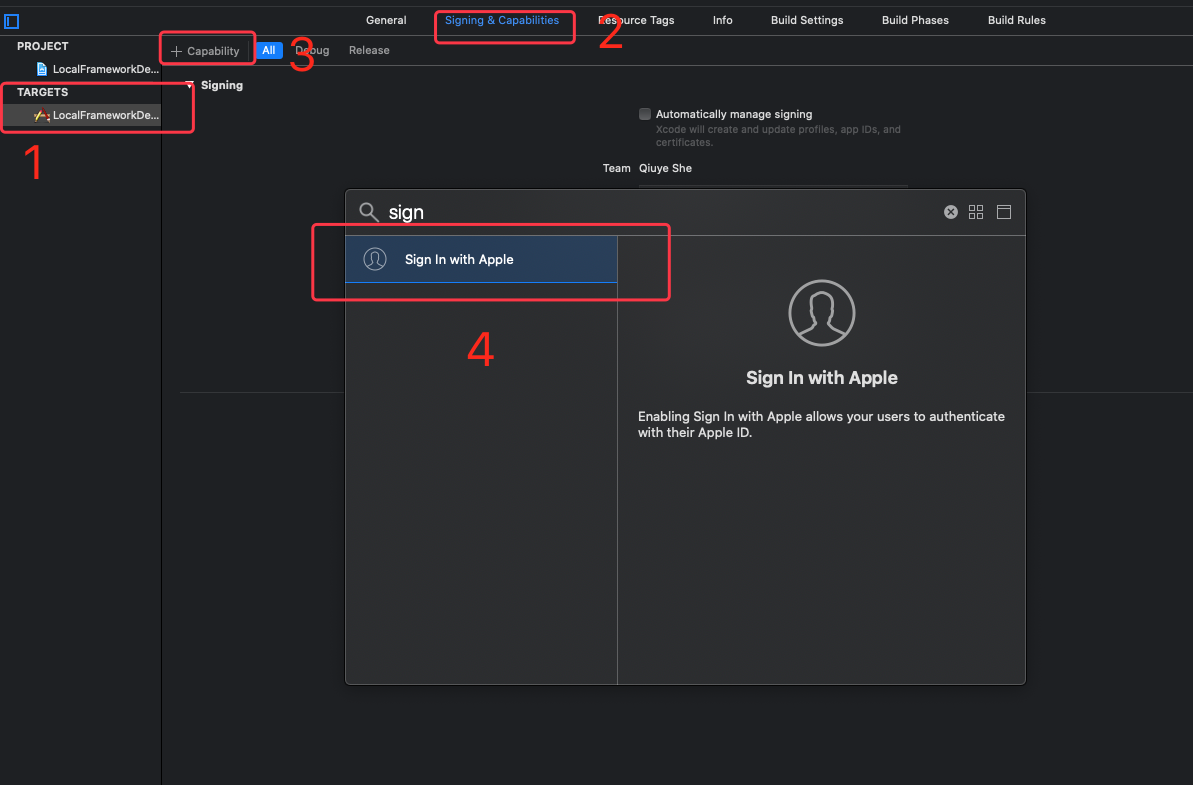 General
Signing & Capabilities
Resource Tags
Info
Build Settings
Build Phases
Build Rules
2
PROJECT
LocalFrameworkDe...
+ Capability
All
Debug
Release
3
TARGETS
LocalFrameworkDe...
1
Signing
Automatically manage signing
Xcode will create and update profiles, app IDs, and
certificates.
Team Qiuye She
sign
Sign In with Apple
4
Sign In with Apple
Enabling Sign In with Apple allows your users to authenticate
with their Apple ID.